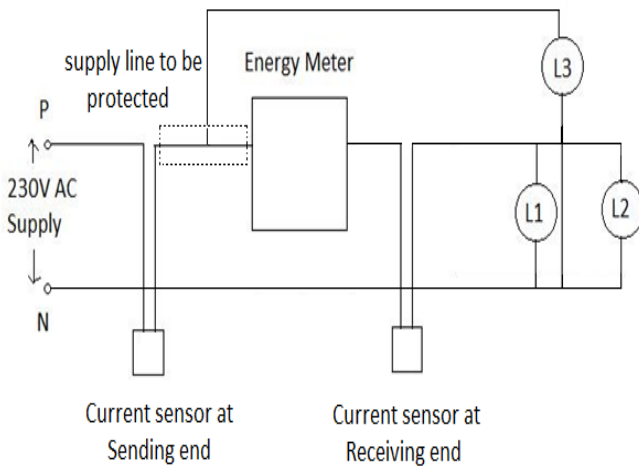 supply line to be
protected
Energy Meter
L3
P
230V AC
Supply
L1
L2
N
Current sensor at
Sending end
Current sensor at
Receiving end